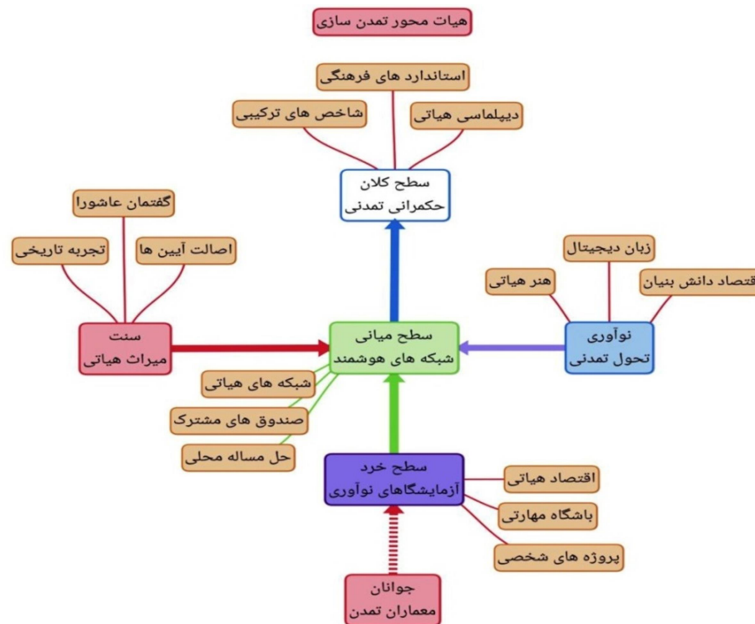 هیات محور تمدن سازی
استاندارد های فرهنگی
دیپلماسی هیاتی
شاخص های ترکیبی
سطح کلان
حکمرانی تمدنی
گفتمان عاشورا
اصالت آیین ها
تجربه تاریخی
سنت
میراث هیاتی
زبان دیجیتال
قتصاد دانش بنیان
هنر هیاتی
نوآوری
تحول تمدنی
سطح میانی
شبکه های هوشمند
شبکه های هیاتی
صندوق های مشترک
حل مساله محلی
سطح خرد
آزمایشگاهای نوآوری
اقتصاد هیاتی
باشگاه مهارتی
پروژه های شخصی
جوانان
معماران تمدن